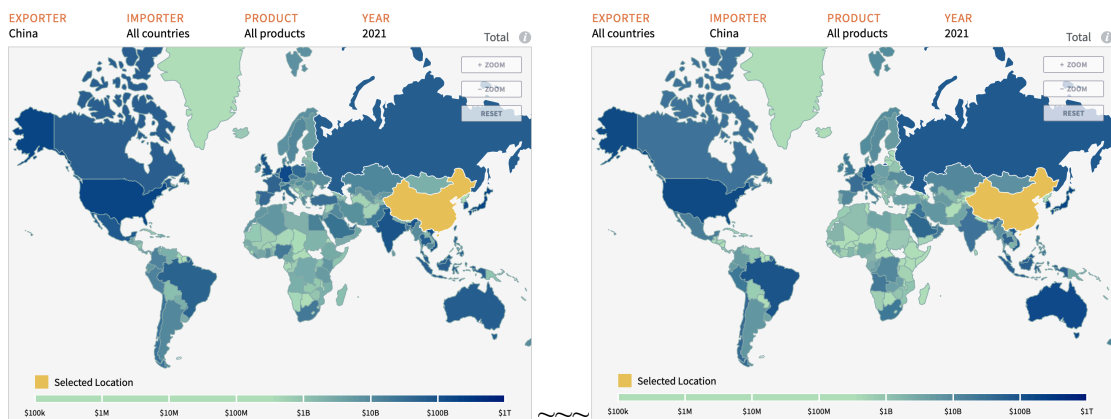 EXPORTER IMPORTER PRODUCT YEAR
China All countries All products 2021
Total i
+ ZOOM
− ZOOM
RESET
Selected Location
$100k $1M $10M $100M $1B $10B $100B $1T
EXPORTER IMPORTER PRODUCT YEAR
All countries China All products 2021
Total i
+ ZOOM
− ZOOM
RESET
Selected Location
$100k $1M $10M $100M $1B $10B $100B $1T